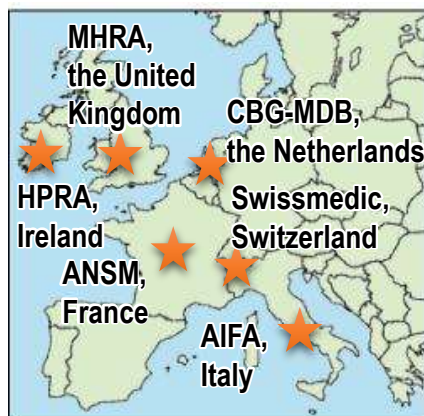 MHRA,
the United
Kingdom
CBG-MDB,
the Netherlands
HPRA,
Ireland
Swissmedic,
Switzerland
ANSM,
France
AIFA,
Italy